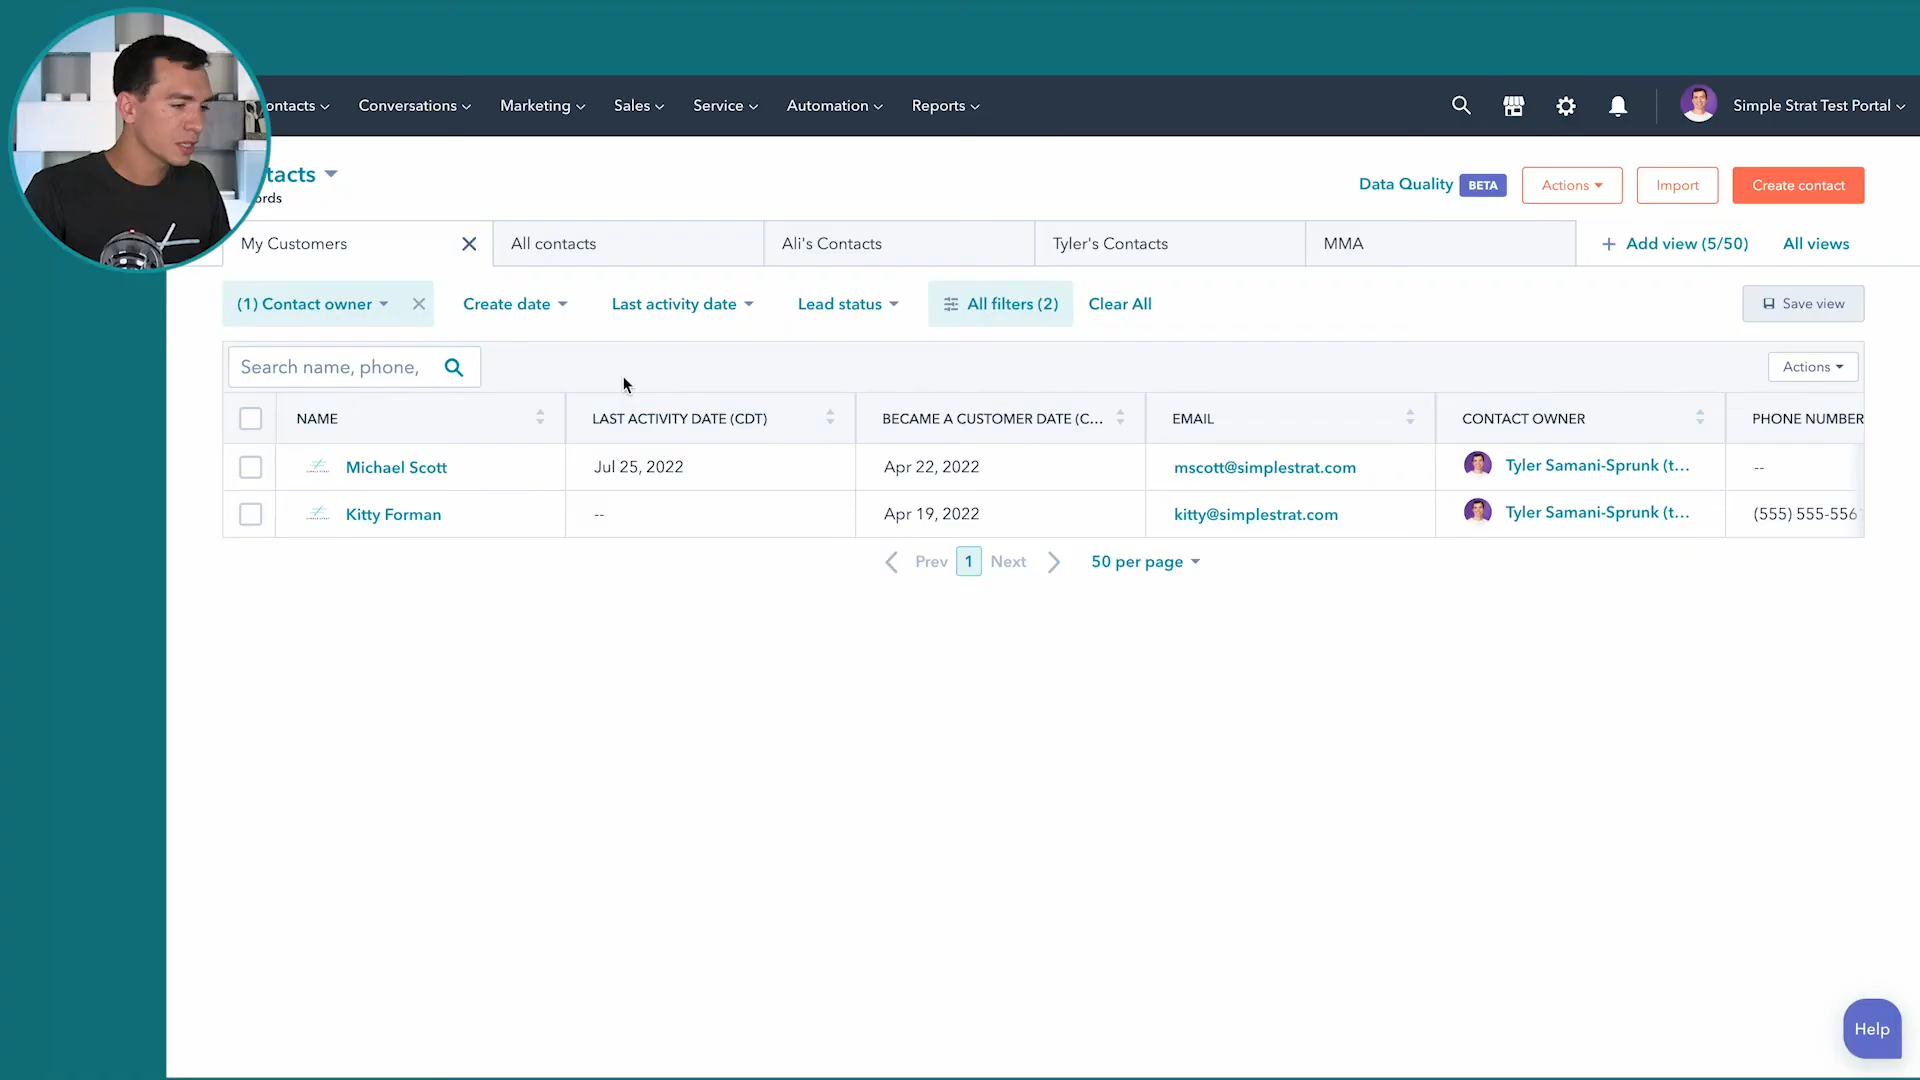 ontacts
Conversations
Marketing
Sales
Service
Automation
Reports
Simple Strat Test Portal
tacts
ords
Data Quality
BETA
Actions
Import
Create contact
My Customers
All contacts
Ali's Contacts
Tyler's Contacts
MMA
+ Add view (5/50)
All views
(1) Contact owner
Create date
Last activity date
Lead status
All filters (2)
Clear All
Save view
Search name, phone,
Actions
NAME
LAST ACTIVITY DATE (CDT)
BECAME A CUSTOMER DATE (C...
EMAIL
CONTACT OWNER
PHONE NUMBER
Michael Scott
Jul 25, 2022
Apr 22, 2022
mscott@simplestrat.com
Tyler Samani-Sprunk (t...
--
Kitty Forman
--
Apr 19, 2022
kitty@simplestrat.com
Tyler Samani-Sprunk (t...
(555) 555-556
Prev
1
Next
50 per page
Help